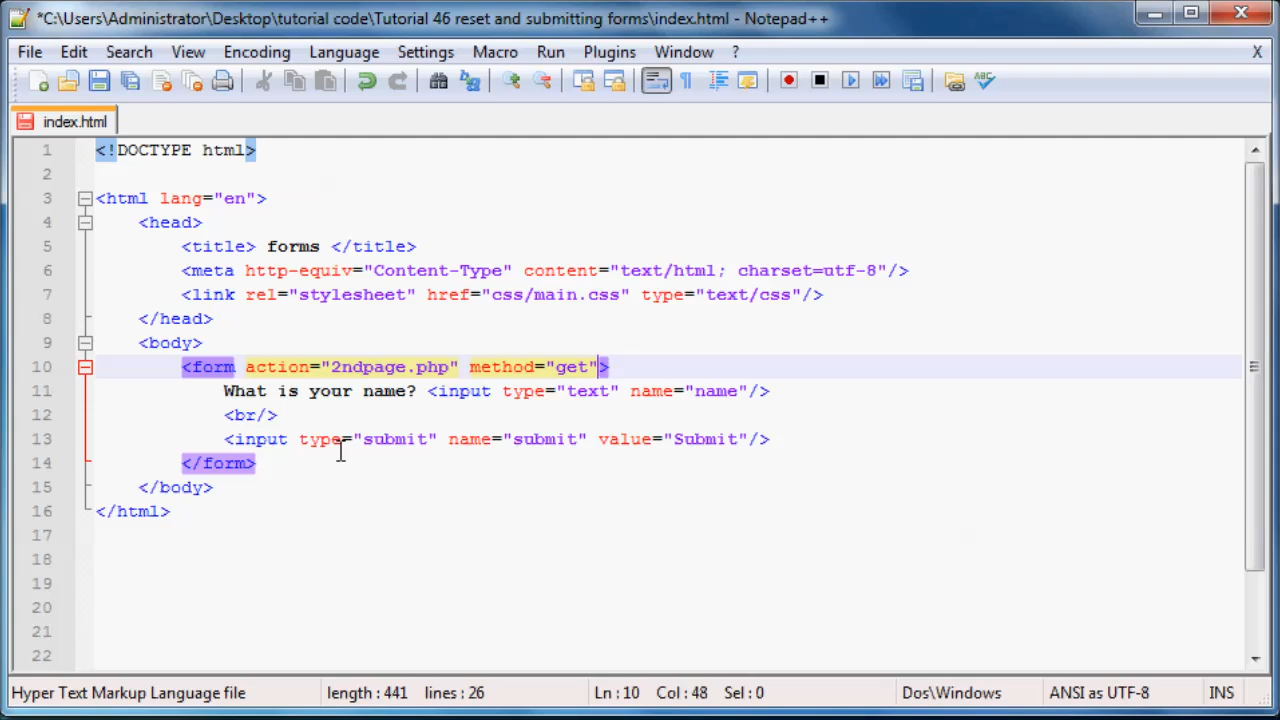 *C:\Users\Administrator\Desktop\tutorial code\Tutorial 46 reset and submitting forms\index.html - Notepad++
File Edit Search View Encoding Language Settings Macro Run Plugins Window ? X
index.html
1 <!DOCTYPE html>
2
3 <html lang="en">
4 <head>
5 <title> forms </title>
6 <meta http-equiv="Content-Type" content="text/html; charset=utf-8"/>
7 <link rel="stylesheet" href="css/main.css" type="text/css"/>
8 </head>
9 <body>
10 <form action="2ndpage.php" method="get">
11 What is your name? <input type="text" name="name"/>
12 <br/>
13 <input type="submit" name="submit" value="Submit"/>
14 </form>
15 </body>
16 </html>
17
18
19
20
21
22
Hyper Text Markup Language file length : 441 lines : 26 Ln : 10 Col : 48 Sel : 0 Dos\Windows ANSI as UTF-8 INS